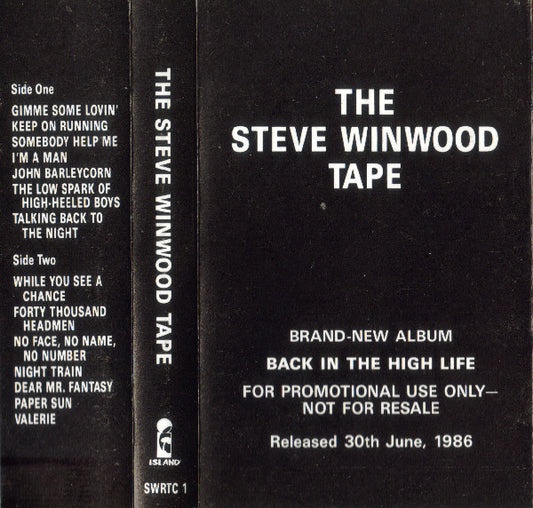 Side One
GIMME SOME LOVIN'
KEEP ON RUNNING
SOMEBODY HELP ME
I'M A MAN
JOHN BARLEYCORN
THE LOW SPARK OF
HIGH-HEELED BOYS
TALKING BACK TO
THE NIGHT
Side Two
WHILE YOU SEE A
CHANCE
FORTY THOUSAND
HEADMEN
NO FACE, NO NAME,
NO NUMBER
NIGHT TRAIN
DEAR MR. FANTASY
PAPER SUN
VALERIE
THE STEVE WINWOOD TAPE
ISLAND
SWRTC 1
THE
STEVE WINWOOD
TAPE
BRAND-NEW ALBUM
BACK IN THE HIGH LIFE
FOR PROMOTIONAL USE ONLY—
NOT FOR RESALE
Released 30th June, 1986